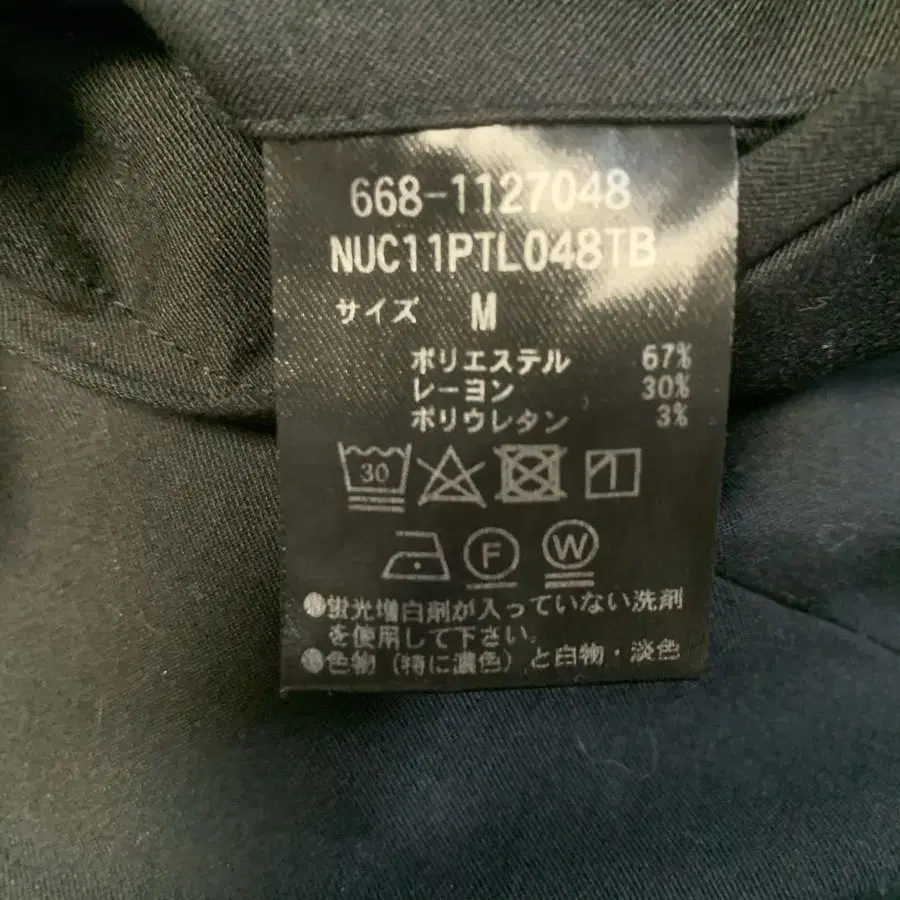 668-1127048
NUC11PTL048TB
サイズ M
ポリエステル 67%
レーヨン 30%
ポリウレタン 3%
30
F
W
●蛍光増白剤が入っていない洗剤
を使用して下さい。
●色物（特に濃色）と白物・淡色